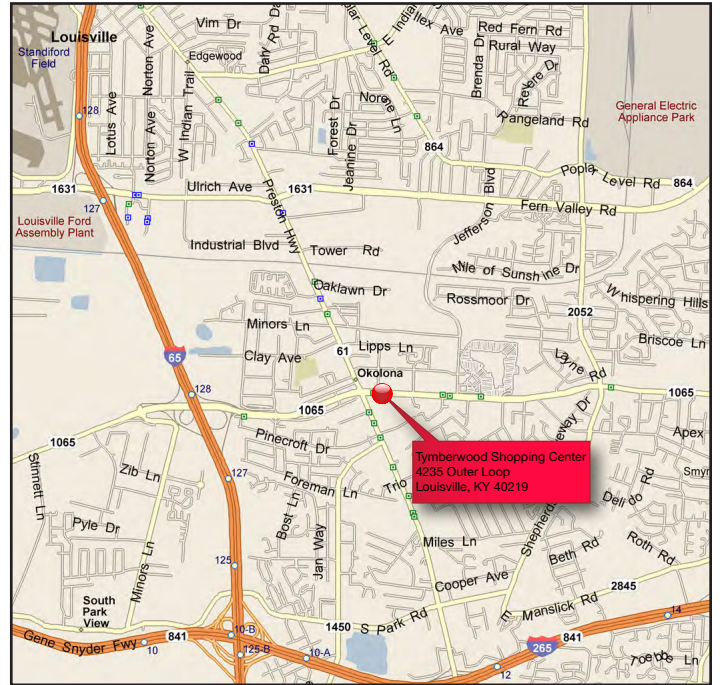 Louisville
Standiford
Field
Vim Dr
Edgewood
Norton Ave
Lotus Ave
Norton Ave
W Indian Trail
128
Poplar Level Rd
E Indian
Red Fern Rd
Rural Way
Brenda Dr
Revere Dr
General Electric
Appliance Park
Forest Dr
Jeanine Dr
Rangeland Rd
864
Poplar Level Rd
864
1631
Ulrich Ave
1631
127
Preston Hwy
Fern Valley Rd
Jefferson Blvd
Louisville Ford
Assembly Plant
Industrial Blvd
Tower Rd
Mile of Sunshine Dr
Oaklawn Dr
Rossmoor Dr
Whispering Hills
2052
Minors Ln
Briscoe Ln
Lipps Ln
61
65
Clay Ave
Layne Rd
Okolona
128
1065
1065
1065
Pinecroft Dr
Apex
Tymberwood Shopping Center
4235 Outer Loop
Louisville, KY 40219
Stinnett Ln
Zib Ln
127
Foreman Ln
Trio
Smyr
Delido Rd
Bost Ln
Pyle Dr
Jan Way
Miles Ln
Beth Rd
Roth Rd
Minors Ln
125
Cooper Ave
2845
South
Park
View
1450
S Park Rd
E Manslick Rd
14
Gene Snyder Fwy
841
10
10-B
125-B
10-A
265
841
12